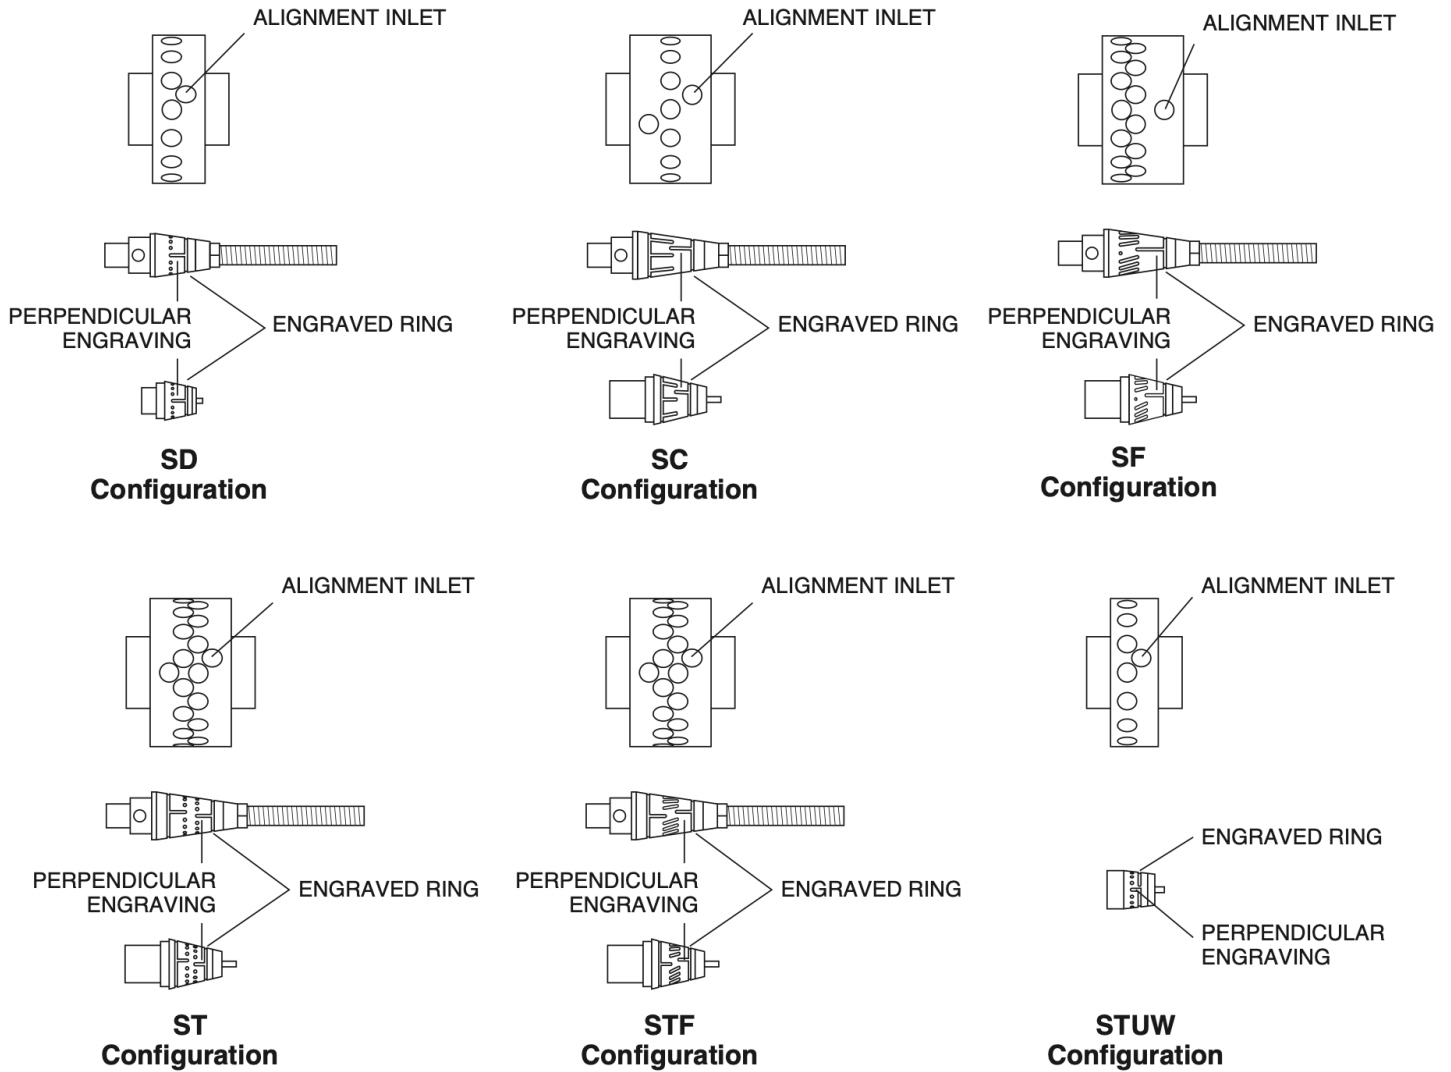 ALIGNMENT INLET
PERPENDICULAR
ENGRAVING
ENGRAVED RING
SD
Configuration
ALIGNMENT INLET
PERPENDICULAR
ENGRAVING
ENGRAVED RING
SC
Configuration
ALIGNMENT INLET
PERPENDICULAR
ENGRAVING
ENGRAVED RING
SF
Configuration
ALIGNMENT INLET
PERPENDICULAR
ENGRAVING
ENGRAVED RING
ST
Configuration
ALIGNMENT INLET
PERPENDICULAR
ENGRAVING
ENGRAVED RING
STF
Configuration
ALIGNMENT INLET
ENGRAVED RING
PERPENDICULAR
ENGRAVING
STUW
Configuration